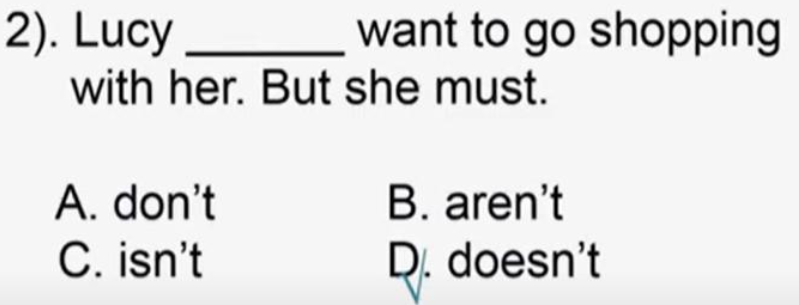 2). Lucy ______ want to go shopping
with her. But she must.
A. don't B. aren't
C. isn't D. doesn't